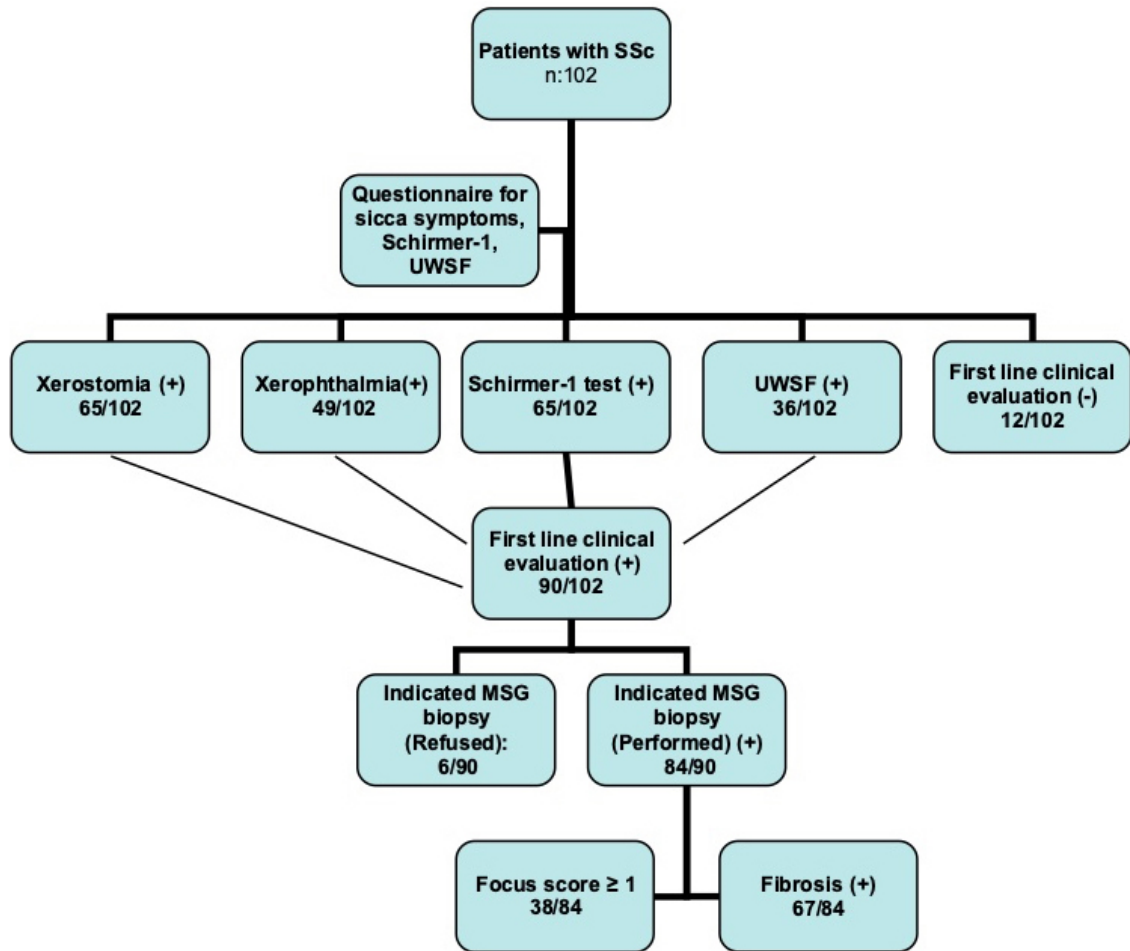 Patients with SSc
n:102
Questionnaire for
sicca symptoms,
Schirmer-1,
UWSF
Xerostomia (+)
65/102
Xerophthalmia(+)
49/102
Schirmer-1 test (+)
65/102
UWSF (+)
36/102
First line clinical
evaluation (-)
12/102
First line clinical
evaluation (+)
90/102
Indicated MSG
biopsy
(Refused):
6/90
Indicated MSG
biopsy
(Performed) (+)
84/90
Focus score ≥ 1
38/84
Fibrosis (+)
67/84